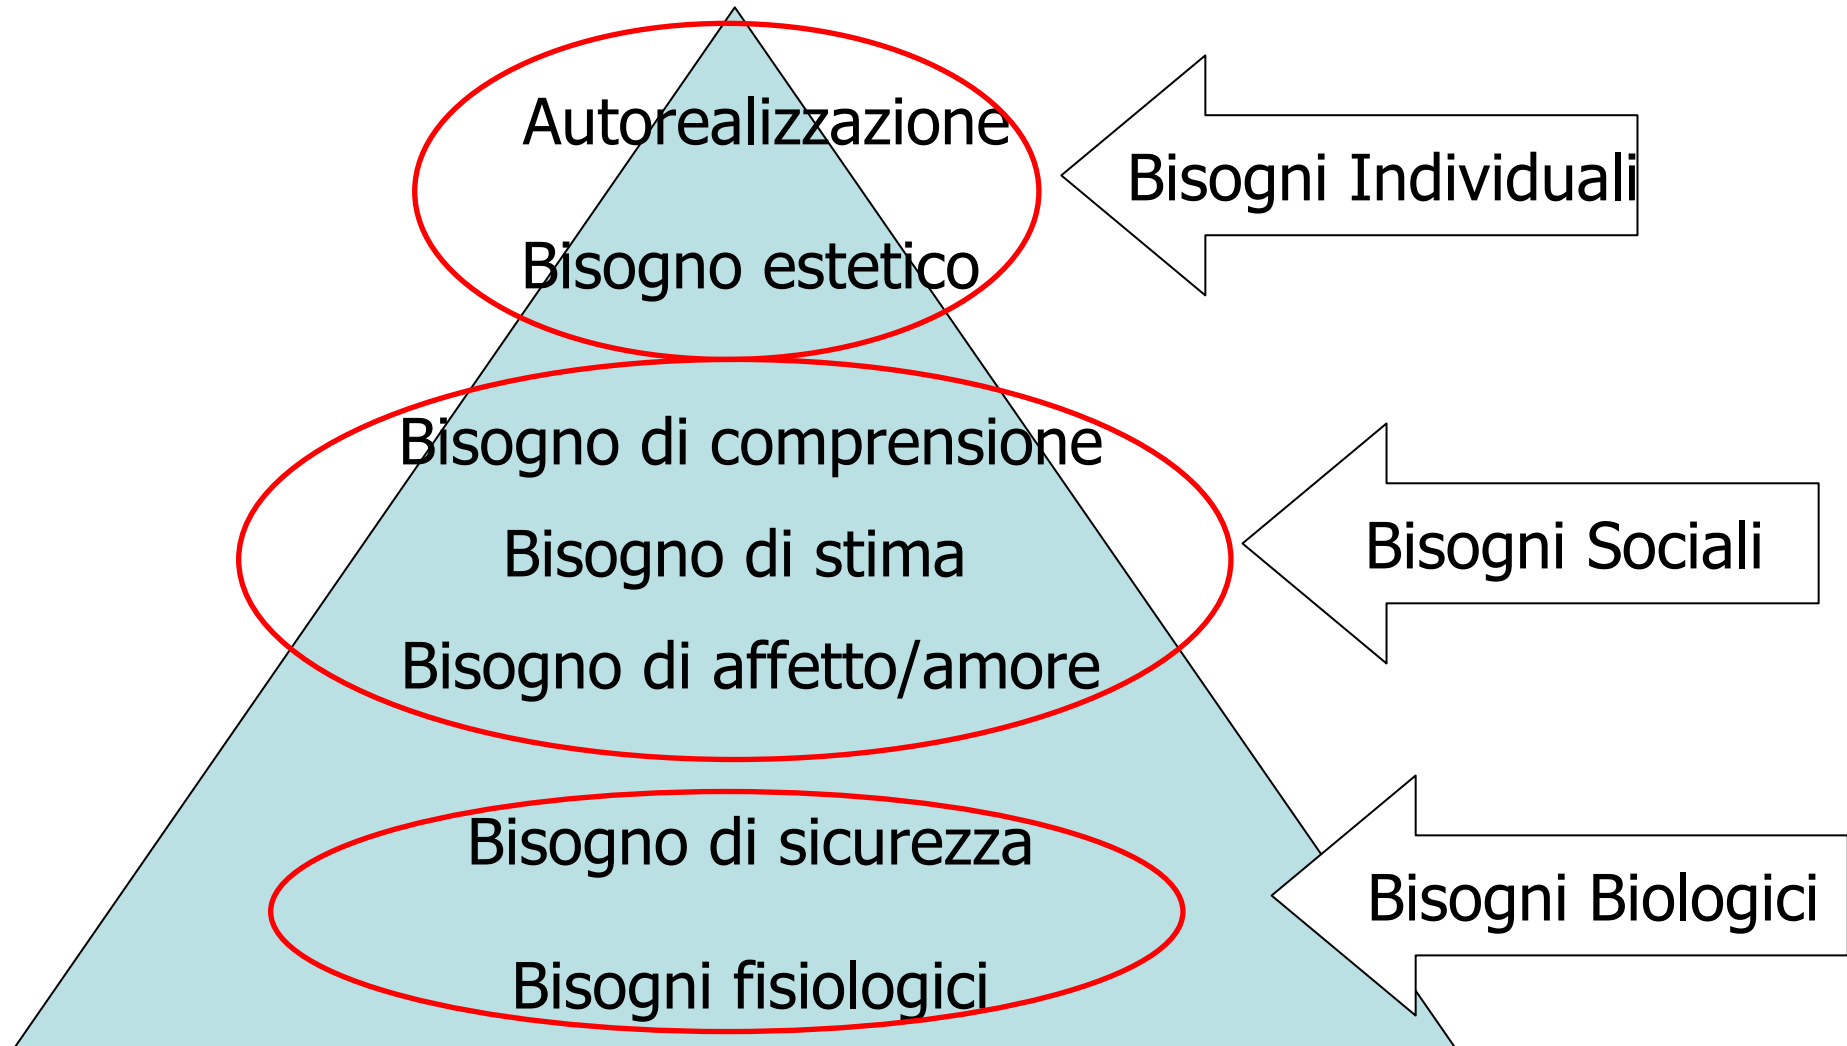 Autorealizzazione
Bisogni Individuali
Bisogno estetico
Bisogno di comprensione
Bisogno di stima
Bisogni Sociali
Bisogno di affetto/amore
Bisogno di sicurezza
Bisogni Biologici
Bisogni fisiologici